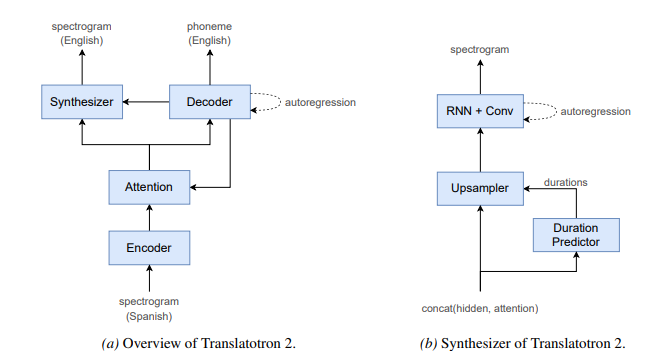 spectrogram
(English)
phoneme
(English)
Synthesizer
Decoder
autoregression
Attention
Encoder
spectrogram
(Spanish)
(a) Overview of Translatotron 2.
spectrogram
RNN + Conv
autoregression
Upsampler
durations
Duration
Predictor
concat(hidden, attention)
(b) Synthesizer of Translatotron 2.